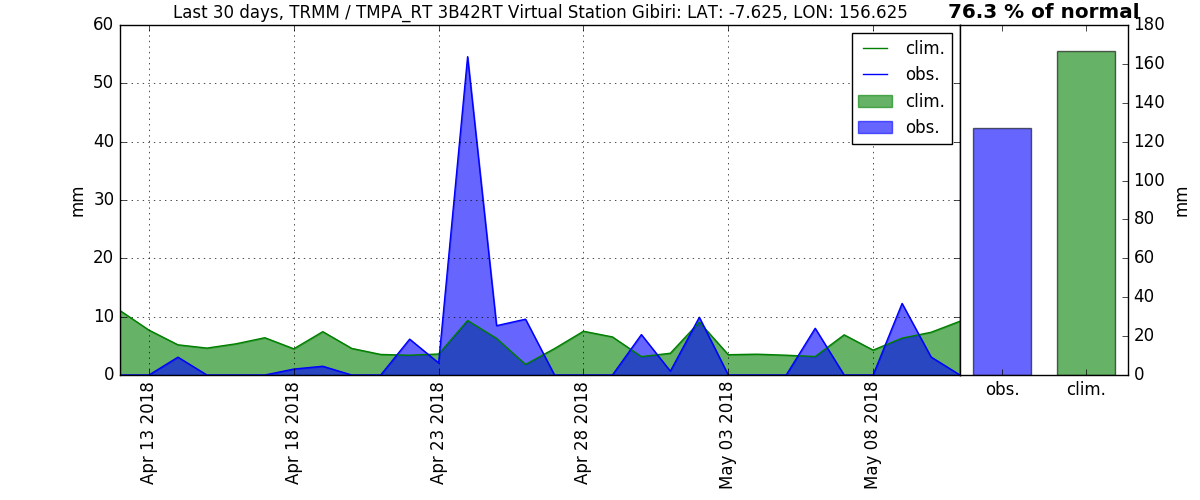 Last 30 days, TRMM / TMPA_RT 3B42RT Virtual Station Gibiri: LAT: -7.625, LON: 156.625
76.3 % of normal
60
50
40
30
20
10
0
mm
clim.
obs.
clim.
obs.
180
160
140
120
100
80
60
40
20
0
mm
Apr 13 2018
Apr 18 2018
Apr 23 2018
Apr 28 2018
May 03 2018
May 08 2018
obs.
clim.